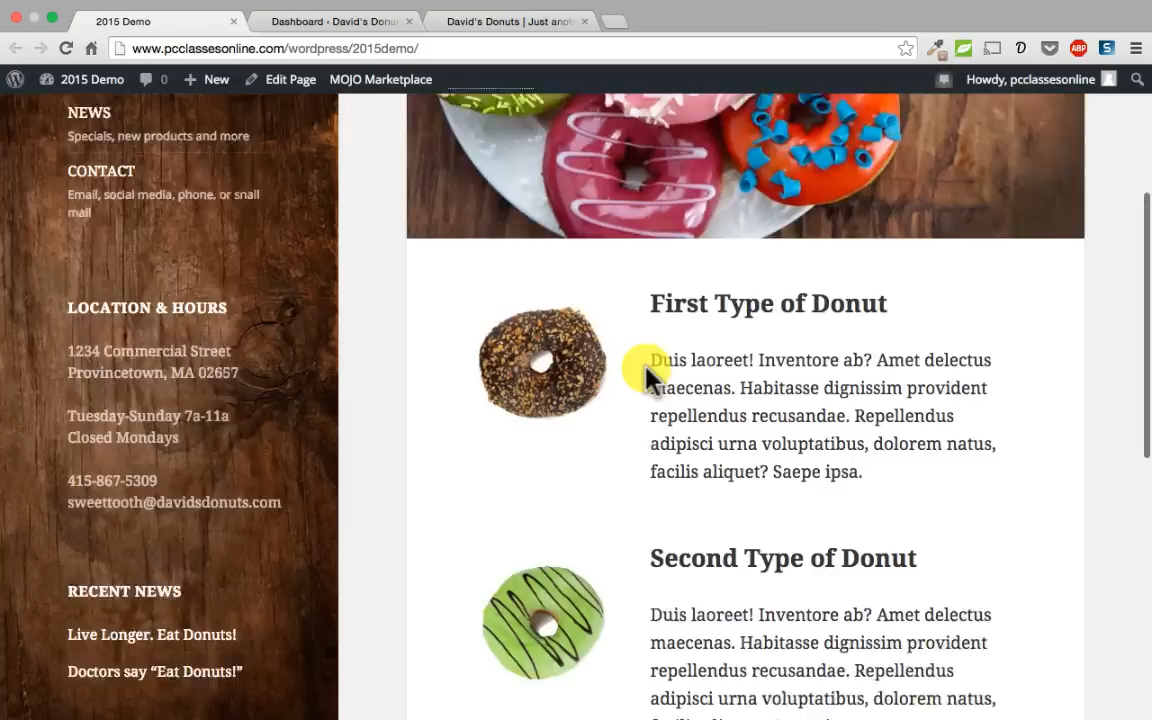 2015 Demo
Dashboard ‹ David's Donu
David's Donuts | Just anot
www.pcclassesonline.com/wordpress/2015demo/
ABP
S
2015 Demo
0
New
Edit Page
MOJO Marketplace
Howdy, pcclassesonline
NEWS
Specials, new products and more
CONTACT
Email, social media, phone, or snail
mail
LOCATION & HOURS
1234 Commercial Street
Provincetown, MA 02657
Tuesday-Sunday 7a-11a
Closed Mondays
415-867-5309
sweettooth@davidsdonuts.com
RECENT NEWS
Live Longer. Eat Donuts!
Doctors say “Eat Donuts!”
First Type of Donut
Duis laoreet! Inventore ab? Amet delectus
maecenas. Habitasse dignissim provident
repellendus recusandae. Repellendus
adipisci urna voluptatibus, dolorem natus,
facilis aliquet? Saepe ipsa.
Second Type of Donut
Duis laoreet! Inventore ab? Amet delectus
maecenas. Habitasse dignissim provident
repellendus recusandae. Repellendus
adipisci urna voluptatibus, dolorem natus,